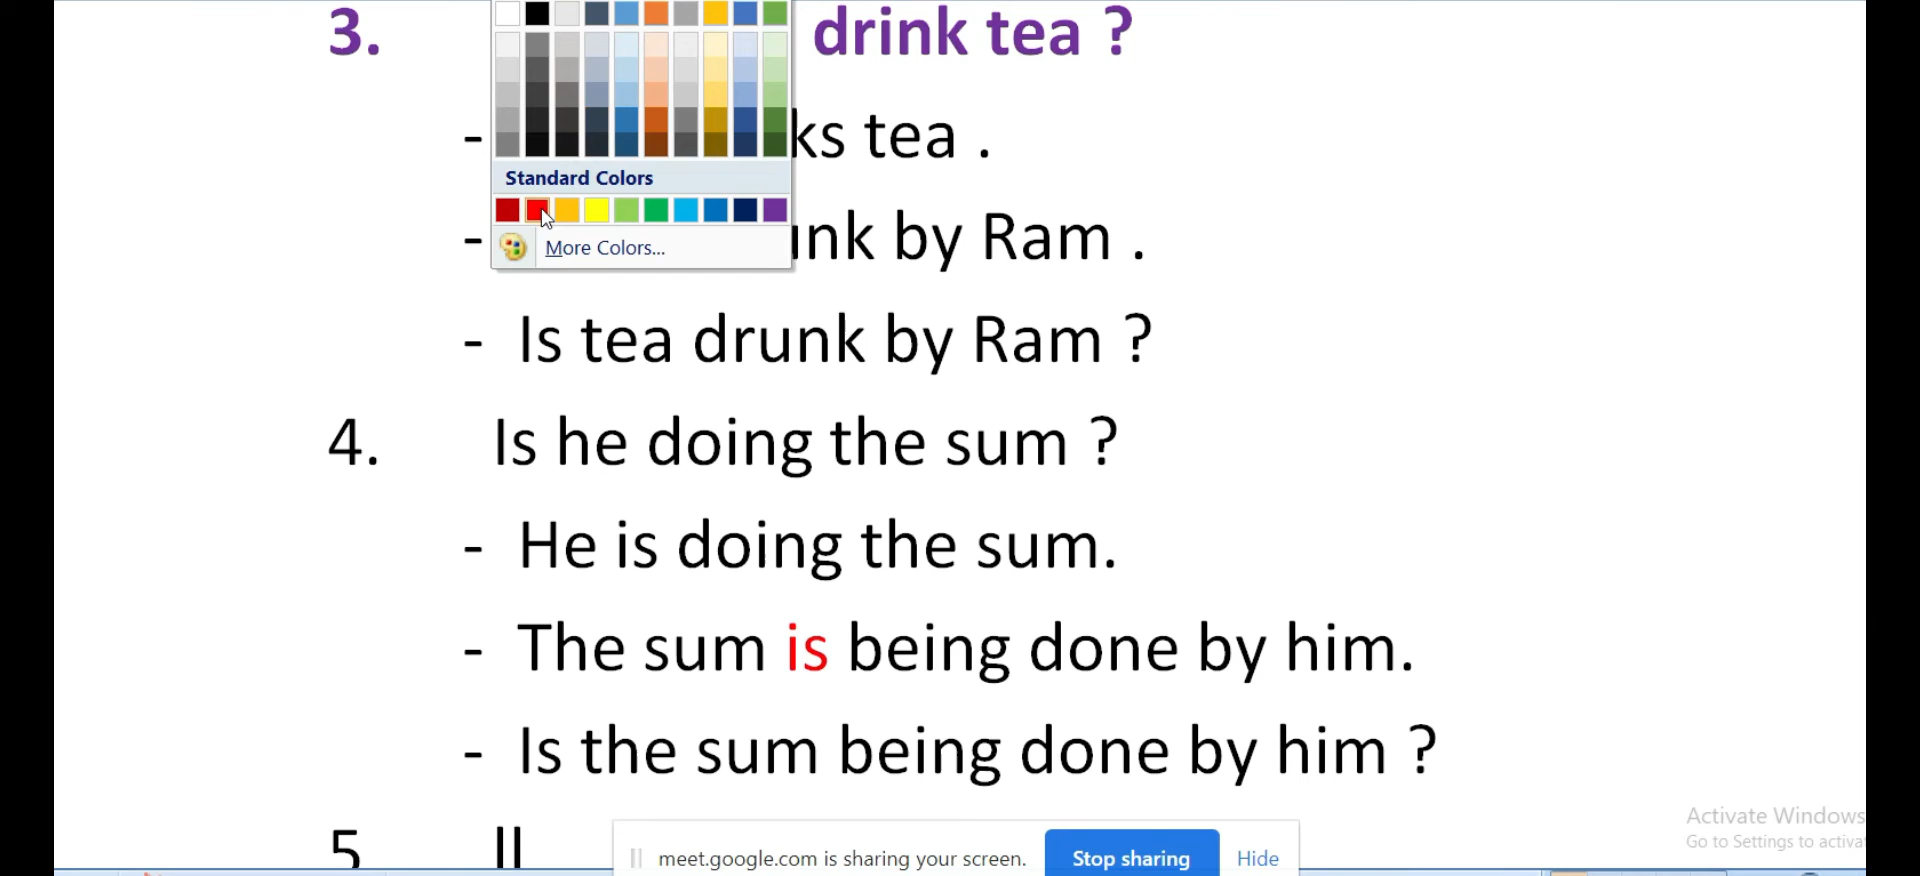 3. drink tea ?
- ks tea .
Standard Colors
- nk by Ram .
More Colors...
- Is tea drunk by Ram ?
4. Is he doing the sum ?
- He is doing the sum.
- The sum is being done by him.
- Is the sum being done by him ?
5
meet.google.com is sharing your screen. Stop sharing Hide
Activate Windows
Go to Settings to activa